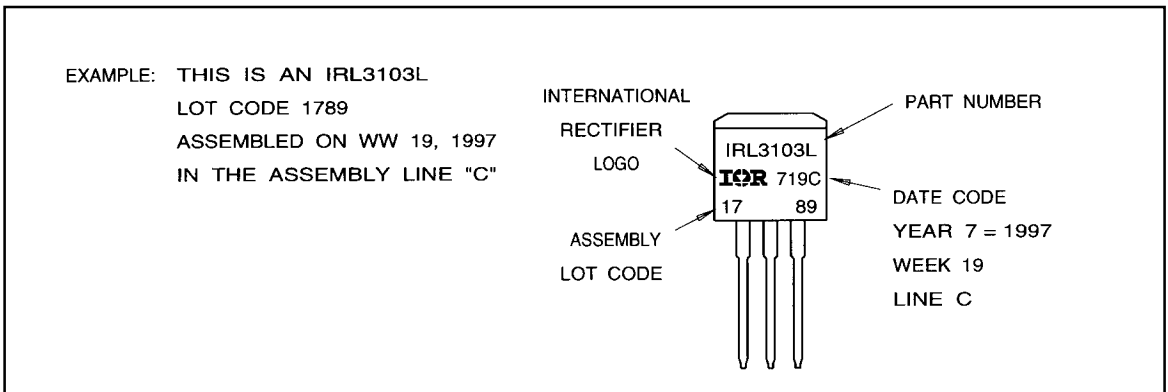 EXAMPLE: THIS IS AN IRL3103L
LOT CODE 1789
ASSEMBLED ON WW 19, 1997
IN THE ASSEMBLY LINE "C"
INTERNATIONAL
RECTIFIER
LOGO
ASSEMBLY
LOT CODE
IRL3103L
IOR 719C
17 89
PART NUMBER
DATE CODE
YEAR 7 = 1997
WEEK 19
LINE C